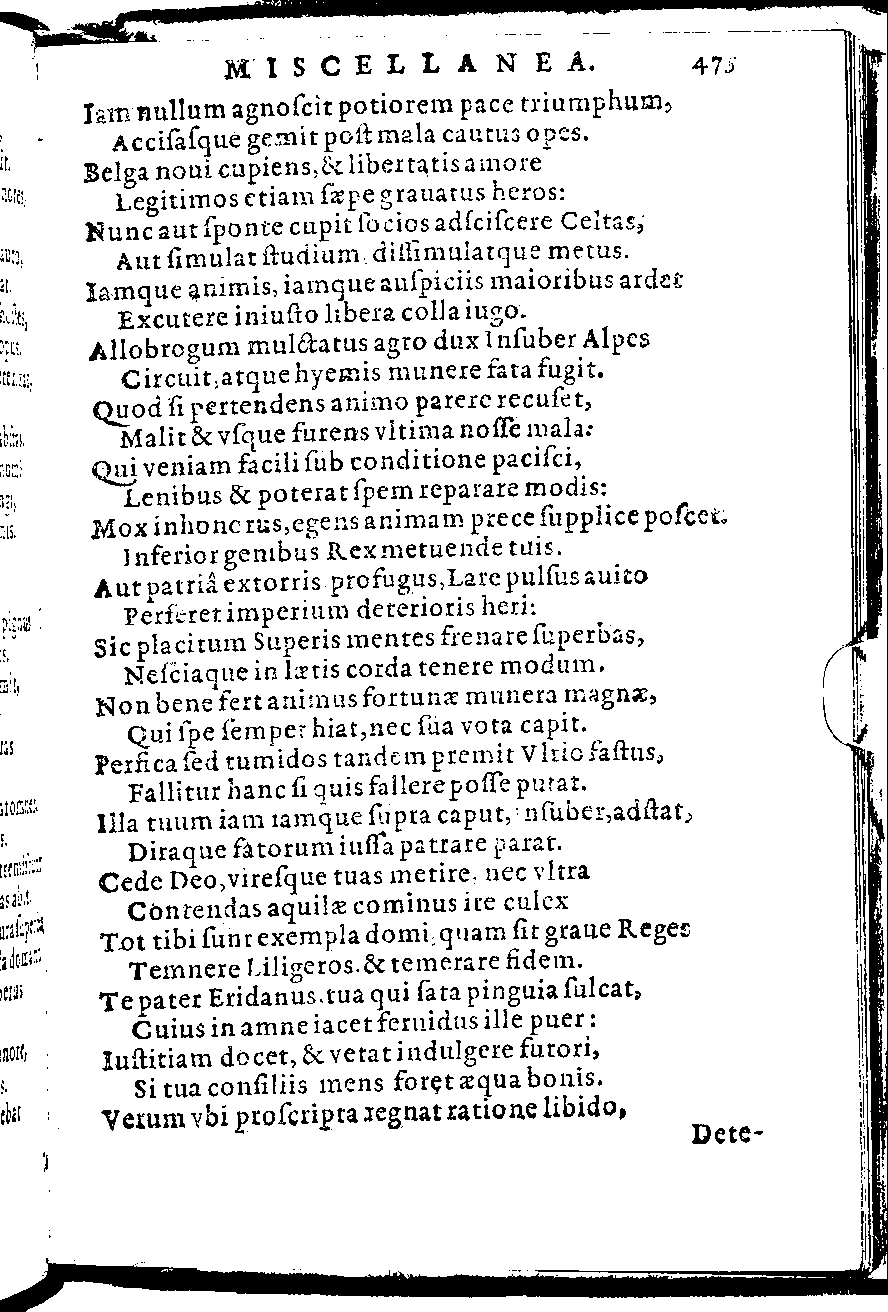 MISCELLANEA. 475
Iam nullum agnoſcit potiorem pace triumphum,
Acciſaſque gemit poſt mala cautus opes.
Belga noui cupiens, & libertatis amore
Legitimos etiam ſæpe grauatus heros:
Nunc aut ſponte cupit ſocios adſciſcere Celtas,
Aut ſimulat ſtudium, diſſimulatque metus.
Iamque animis, iamque auſpiciis maioribus ardet
Excutere iniuſto libera colla iugo.
Allobrogum mulctatus agro dux Inſuber Alpes
Circuit, atque hyemis munere fata fugit.
Quod ſi pertendens animo parere recuſet,
Malit & vſque furens vltima noſſe mala:
Qui veniam facili ſub conditione paciſci,
Lenibus & poterat ſpem reparare modis:
Mox inhonorus, egens animam prece ſupplice poſcet.
Inferior genibus Rex metuende tuis.
Aut patriâ extorris profugus, Lare pulſus auito
Perferet imperium deterioris heri:
Sic placitum Superis mentes frenare ſuperbas,
Neſciaque in lætis corda tenere modum.
Non bene fert animus fortunæ munera magnæ,
Qui ſpe ſemper hiat, nec ſua vota capit.
Perfica ſed tumidos tandem premit Vltio faſtus,
Fallitur hanc ſi quis fallere poſſe putat.
Illa tuum iam iamque ſupra caput, Inſuber, adſtat,
Diraque fatorum iuſſa patrare parat.
Cede Deo, vireſque tuas metire, nec vltra
Contendas aquilæ cominus ire culex
Tot tibi ſunt exempla domi, quam ſit graue Reges
Temnere Liligeros. & temerare fidem.
Te pater Eridanus, tua qui ſata pinguia ſulcat,
Cuius in amne iacet feruidus ille puer:
Iuſtitiam docet, & vetat indulgere furori,
Si tua conſiliis mens foret æqua bonis.
Verum vbi proſcripta regnat ratione libido,
Dete-